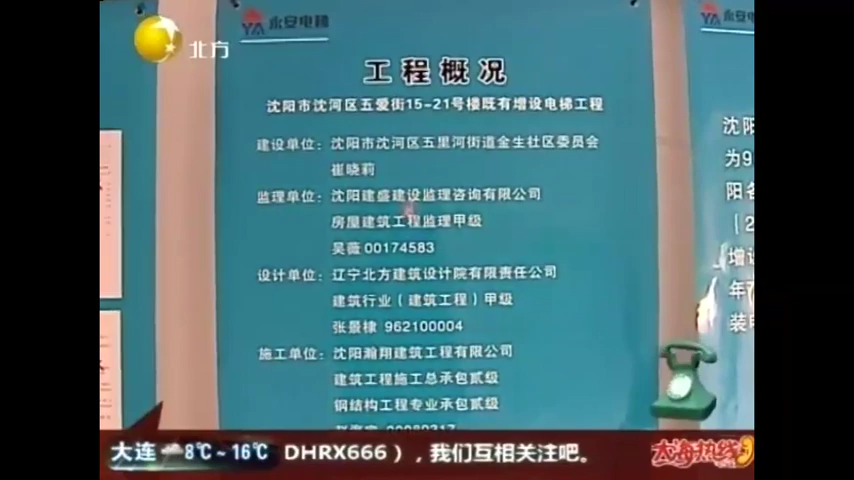 北方
YA 永安电梯
工程概况
沈阳市沈河区五爱街15-21号楼既有增设电梯工程
建设单位：沈阳市沈河区五里河街道金生社区委员会
崔晓莉
监理单位：沈阳建盛建设监理咨询有限公司
房屋建筑工程监理甲级
吴薇 00174583
设计单位：辽宁北方建筑设计院有限责任公司
建筑行业（建筑工程）甲级
张景棣 962100004
施工单位：沈阳瀚翔建筑工程有限公司
建筑工程施工总承包贰级
钢结构工程专业承包贰级
YA 永安电梯
沈阳
为9
阳各
（2
增设
年7
装电
大连 8℃~16℃ DHRX666），我们互相关注吧。
大海热线